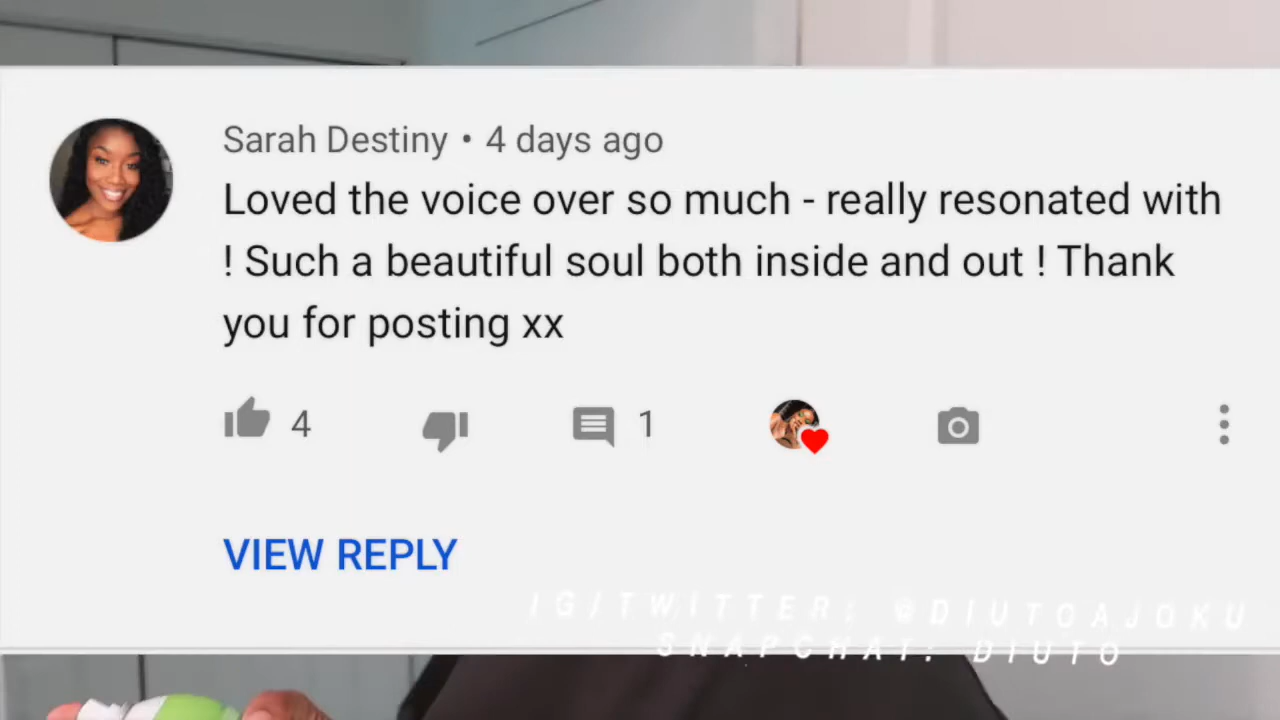 Sarah Destiny • 4 days ago
Loved the voice over so much - really resonated with
! Such a beautiful soul both inside and out ! Thank
you for posting xx
4 1
VIEW REPLY
IG/TWITTER: @DIUTOAJOKU
SNAPCHAT: DIUTO